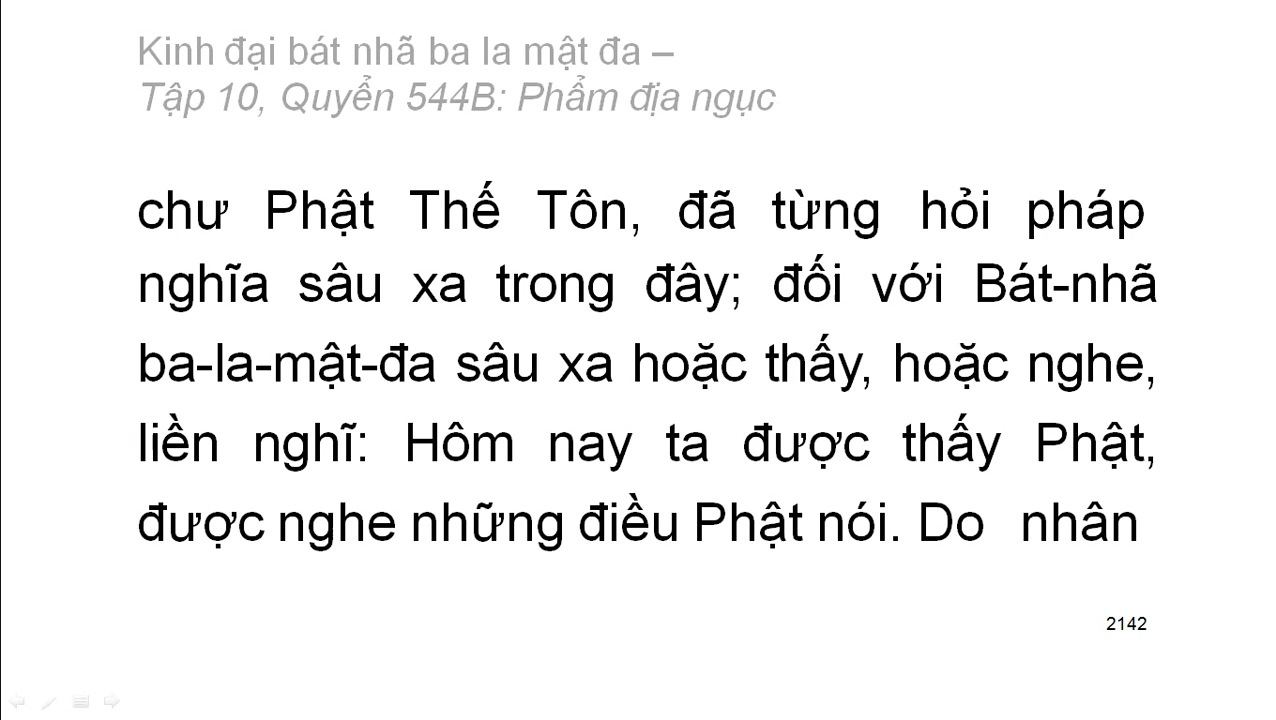 Kinh đại bát nhã ba la mật đa –
Tập 10, Quyển 544B: Phẩm địa ngục
chư Phật Thế Tôn, đã từng hỏi pháp
nghĩa sâu xa trong đây; đối với Bát-nhã
ba-la-mật-đa sâu xa hoặc thấy, hoặc nghe,
liền nghĩ: Hôm nay ta được thấy Phật,
được nghe những điều Phật nói. Do nhân
2142